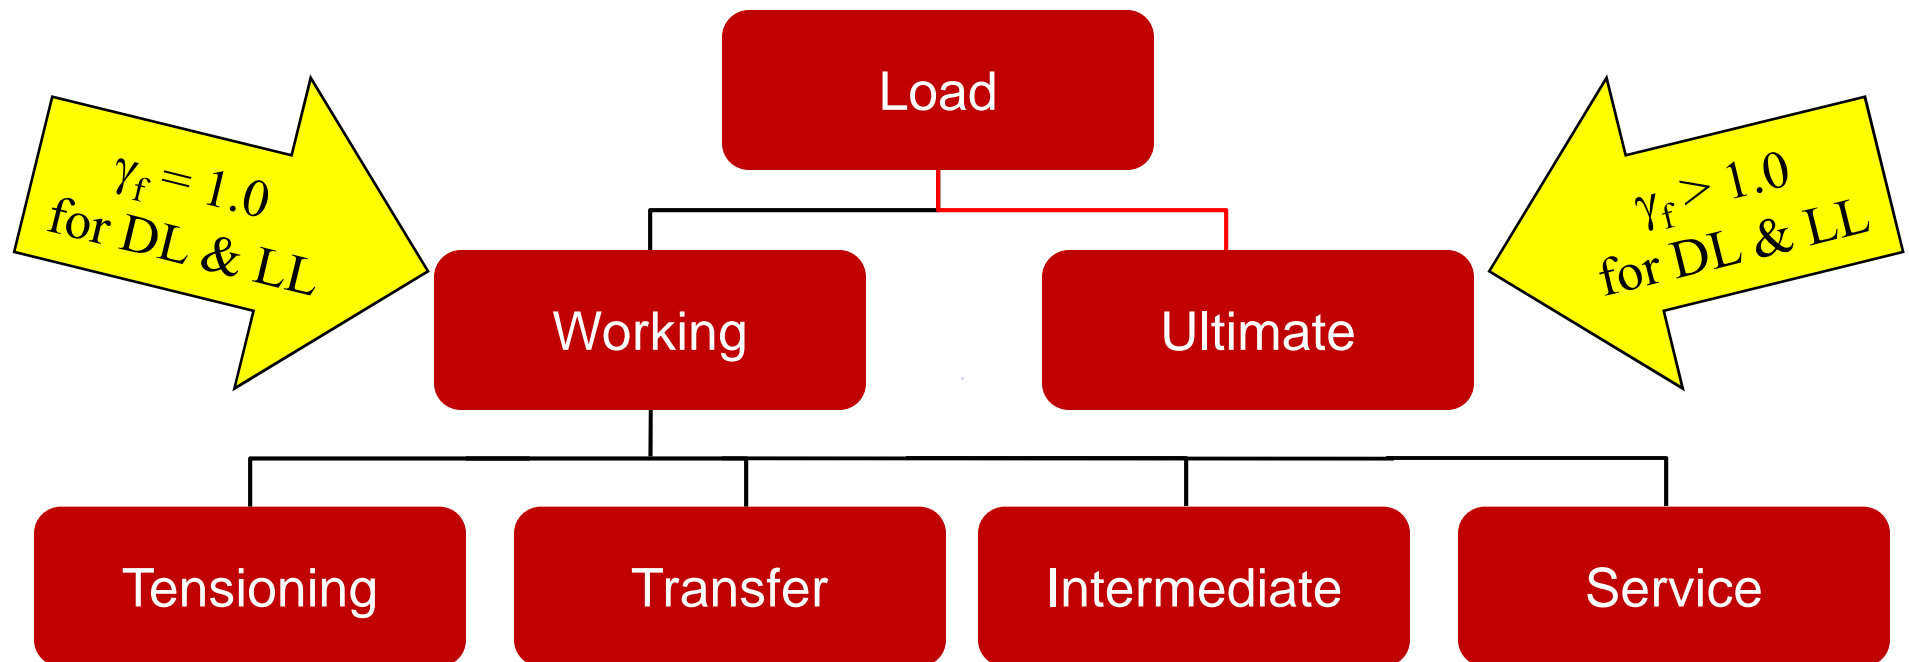 Load
γf = 1.0
for DL & LL
γf > 1.0
for DL & LL
Working
Ultimate
Tensioning
Transfer
Intermediate
Service